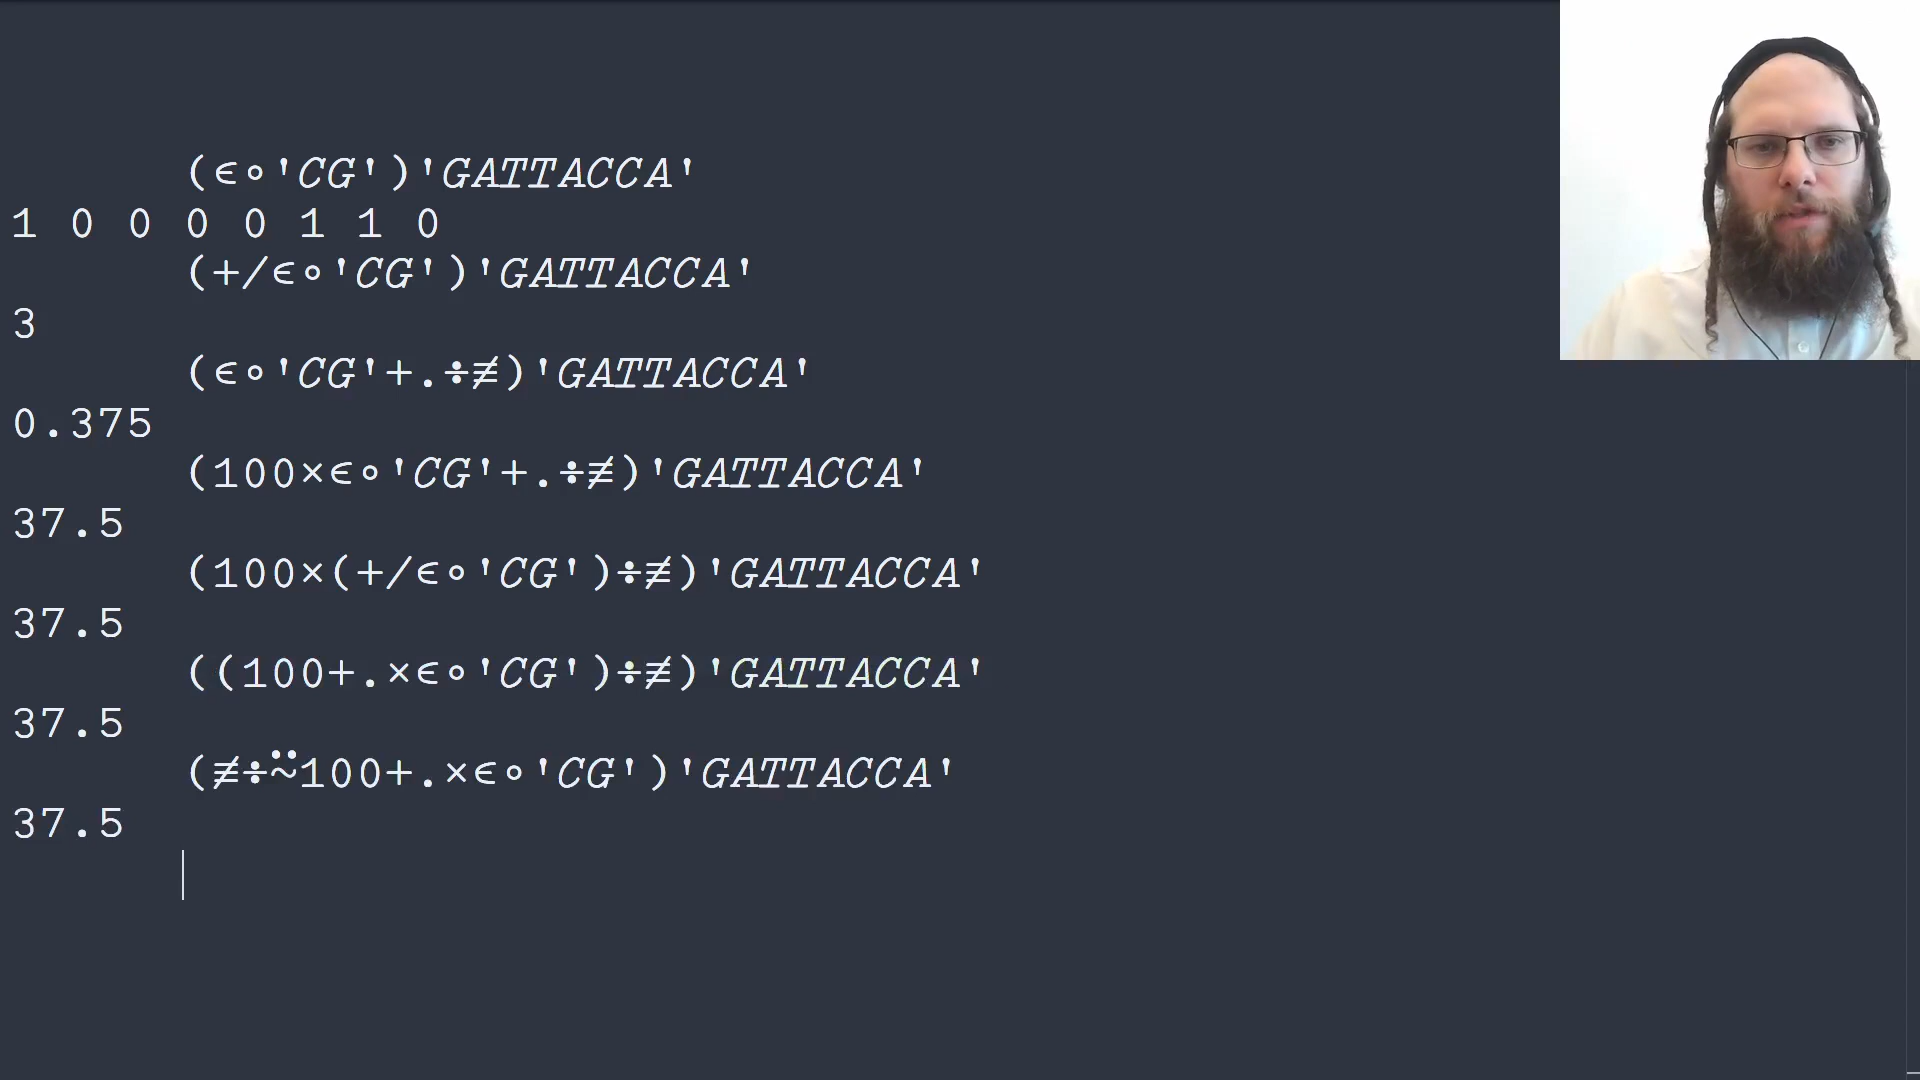 (∊∘'CG')'GATTACCA'
1 0 0 0 0 1 1 0
(+/∊∘'CG')'GATTACCA'
3
(∊∘'CG'+.÷≢)'GATTACCA'
0.375
(100×∊∘'CG'+.÷≢)'GATTACCA'
37.5
(100×(+/∊∘'CG')÷≢)'GATTACCA'
37.5
((100+.×∊∘'CG')÷≢)'GATTACCA'
37.5
(≢÷⍨100+.×∊∘'CG')'GATTACCA'
37.5